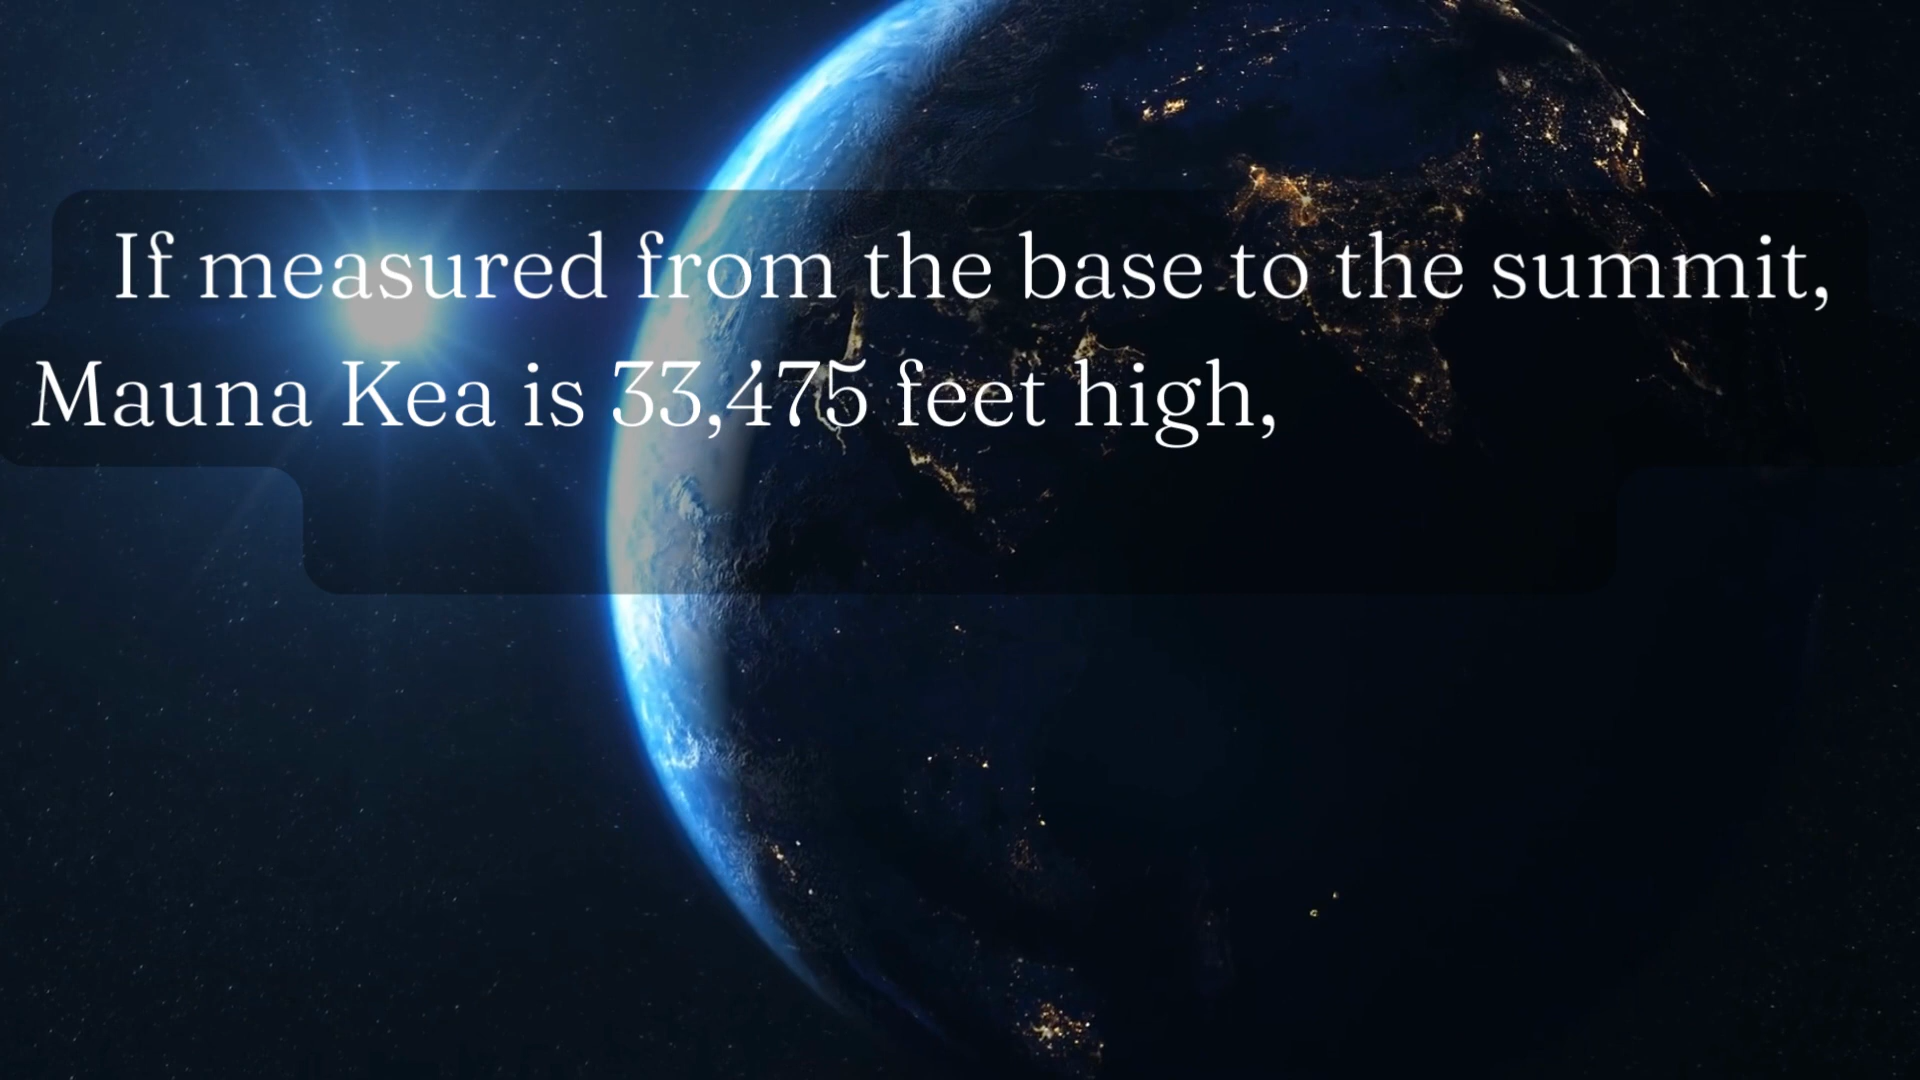 If measured from the base to the summit,
Mauna Kea is 33,475 feet high,